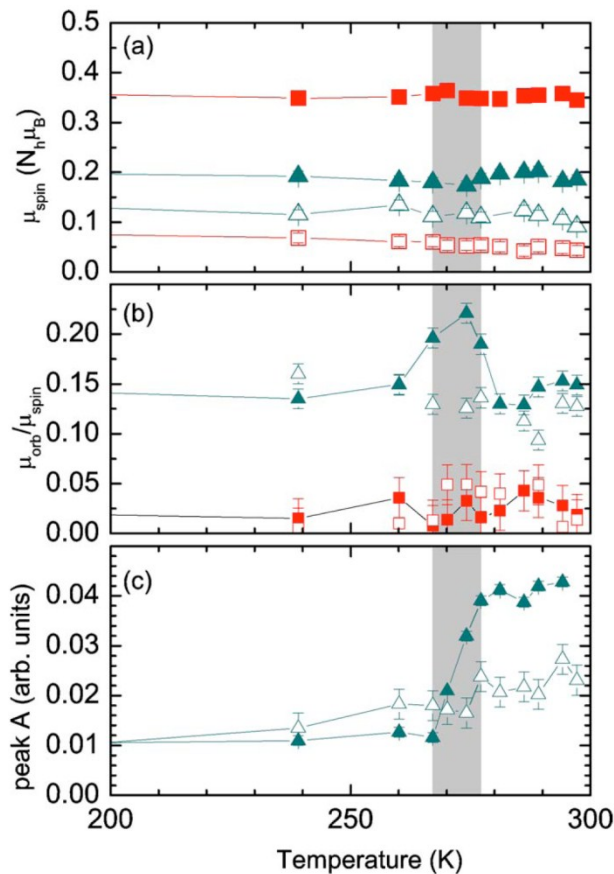 (a)
0.5
0.4
0.3
0.2
0.1
0.0
μspin (NhμB)
(b)
0.20
0.15
0.10
0.05
0.00
μorb/μspin
(c)
0.04
0.03
0.02
0.01
0.00
peak A (arb. units)
200 250 300
Temperature (K)